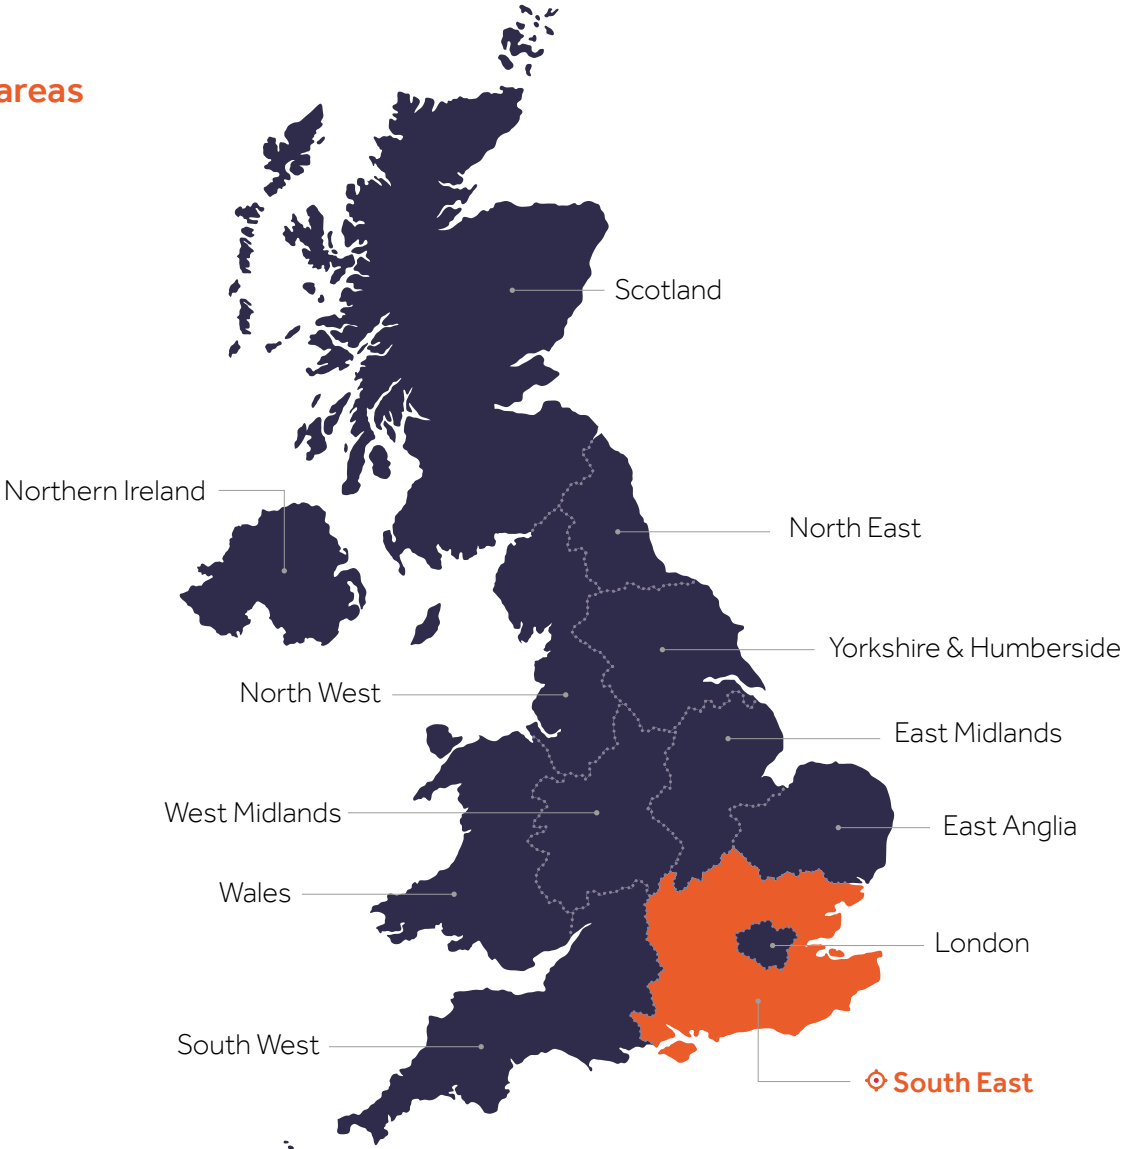 areas
Scotland
Northern Ireland
North East
Yorkshire & Humberside
North West
East Midlands
West Midlands
East Anglia
Wales
London
South West
South East